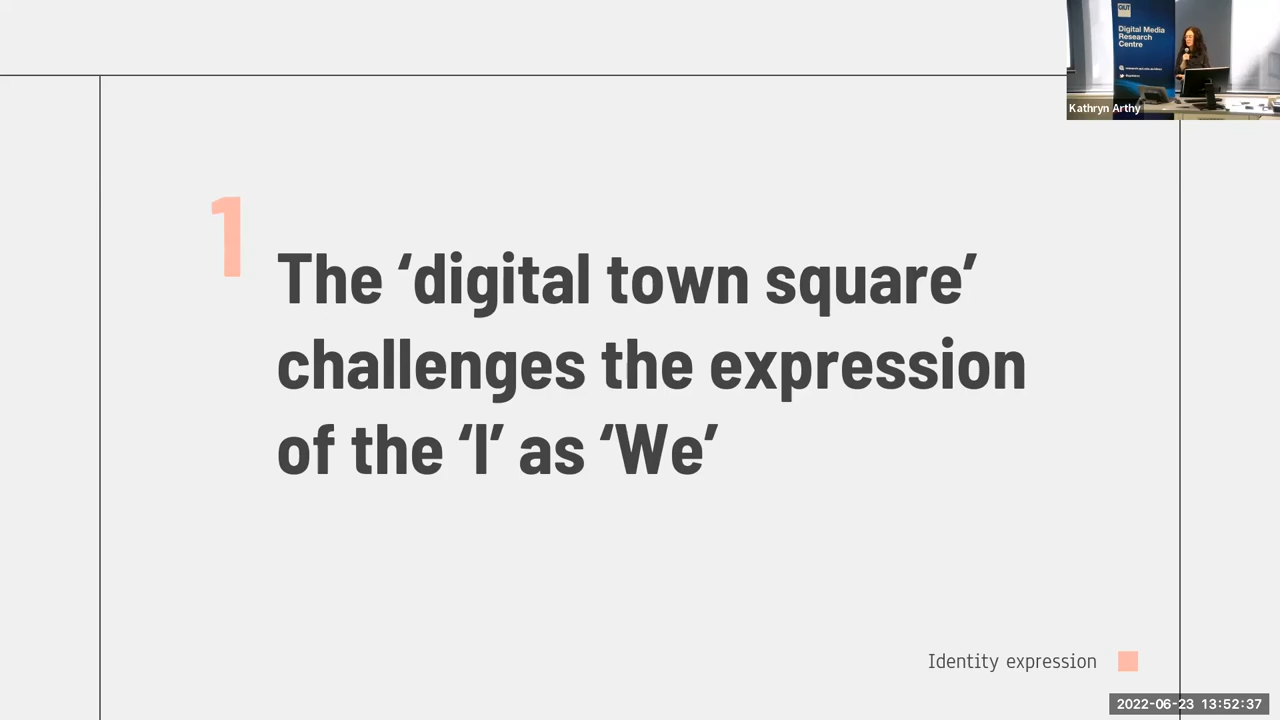 QUT
Digital Media
Research
Centre
Kathryn Arthy
1
The ‘digital town square’
challenges the expression
of the ‘I’ as ‘We’
Identity expression
2022-06-23 13:52:37